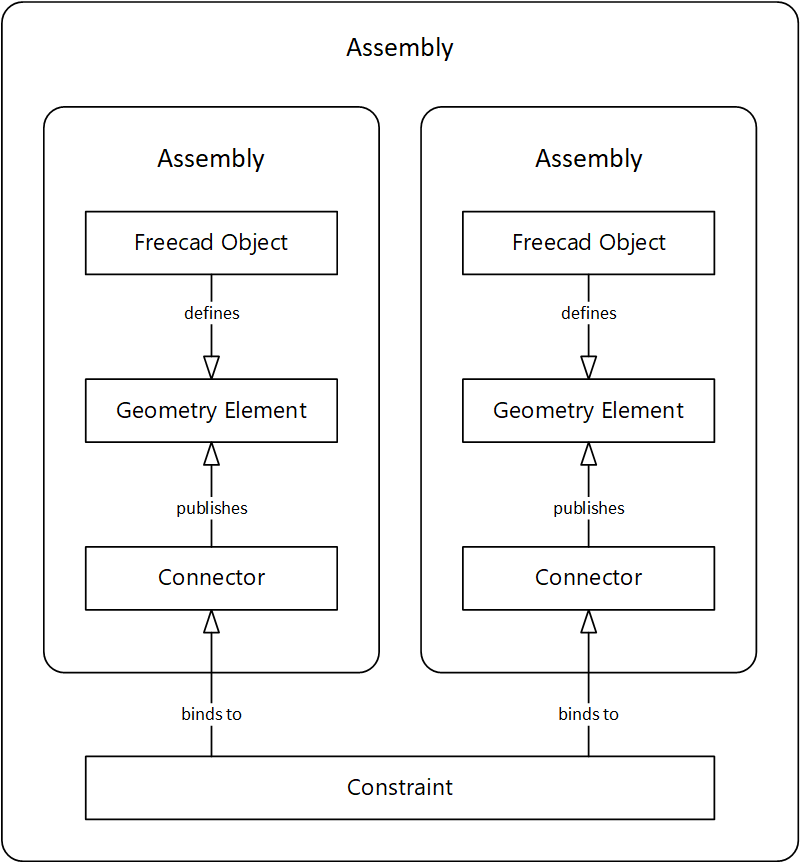 Assembly
Assembly
Assembly
Freecad Object
Freecad Object
defines
defines
Geometry Element
Geometry Element
publishes
publishes
Connector
Connector
binds to
binds to
Constraint